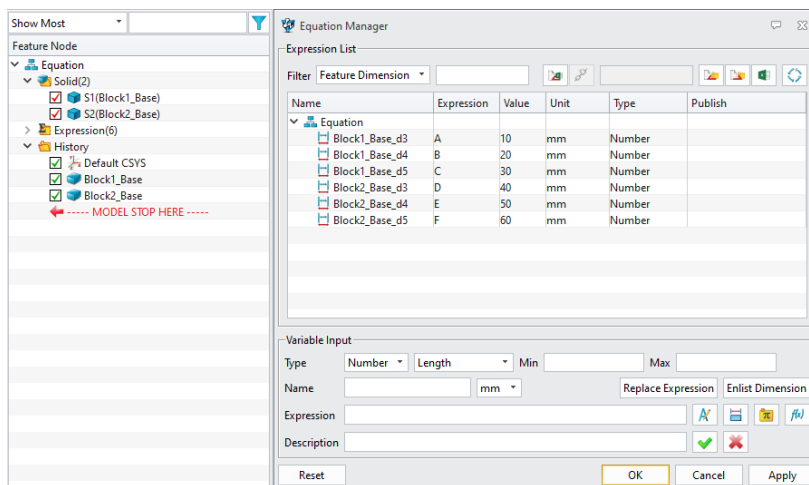 Show Most
Feature Node
Equation
Solid(2)
S1(Block1_Base)
S2(Block2_Base)
Expression(6)
History
Default CSYS
Block1_Base
Block2_Base
----- MODEL STOP HERE -----
Equation Manager
Expression List
Filter Feature Dimension
Name Expression Value Unit Type Publish
Equation
Block1_Base_d3 A 10 mm Number
Block1_Base_d4 B 20 mm Number
Block1_Base_d5 C 30 mm Number
Block2_Base_d3 D 40 mm Number
Block2_Base_d4 E 50 mm Number
Block2_Base_d5 F 60 mm Number
Variable Input
Type Number Length Min Max
Name mm Replace Expression Enlist Dimension
Expression f(x)
Description
Reset OK Cancel Apply